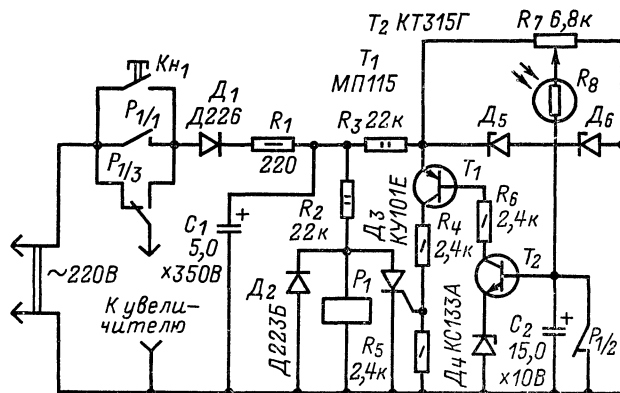 T₂ КТ315Г
R₇ 6,8к
Кн₁
T₁
МП115
R₈
P₁/₁
Д₁
Д226
R₁
220
R₃ 22к
Д₅
Д₆
P₁/₃
T₁
C₁
5,0
×350В
R₂
22к
Д₃
КУ101Е
R₄
2,4к
R₆
2,4к
~220В
К увели-
чителю
Д₂
Д223Б
P₁
T₂
R₅
2,4к
Д₄ КС133А
C₂
15,0
×10В
P₁/₂